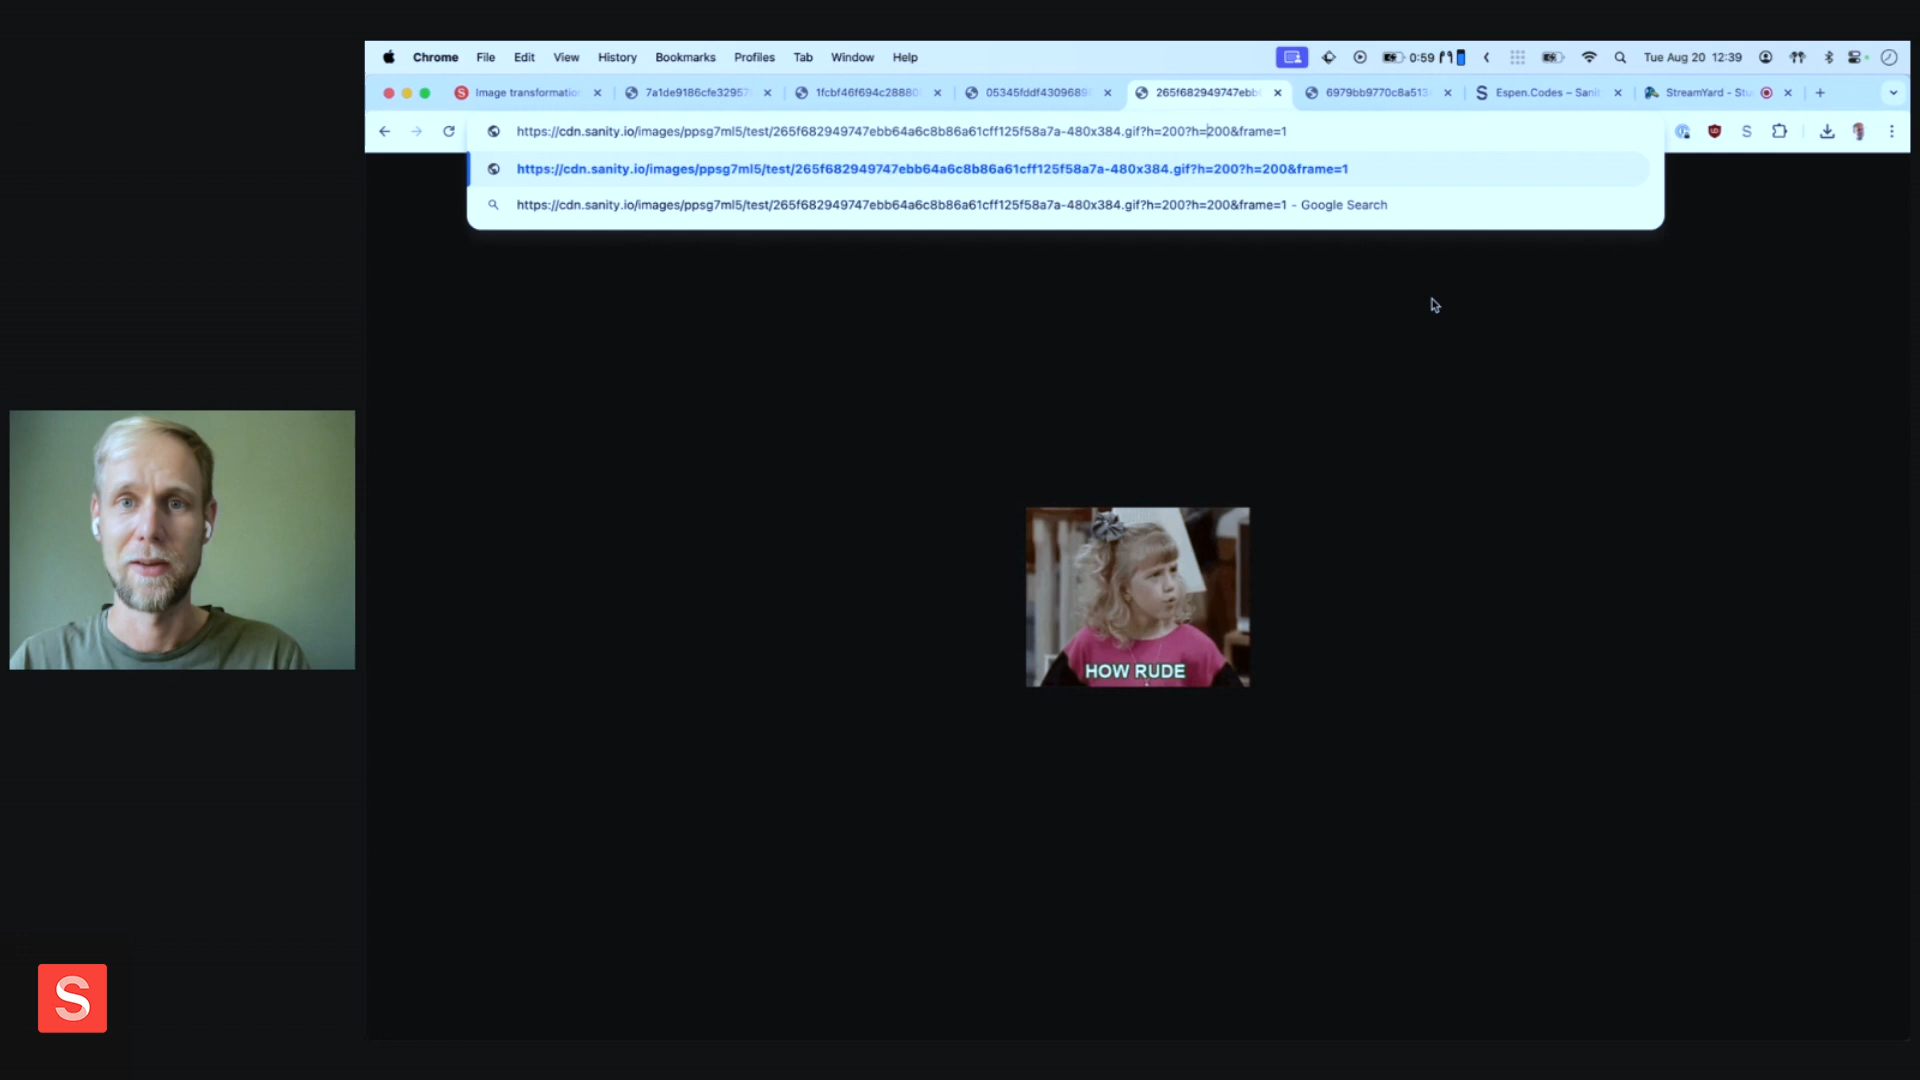 Chrome File Edit View History Bookmarks Profiles Tab Window Help 0:59 Tue Aug 20 12:39
Image transformation 7a1de9186cfe32957 1fcbf46f694c28880 05345fddf4309689 265f682949747ebb 6979bb9770c8a513 Espen.Codes – Sani StreamYard - Stu
https://cdn.sanity.io/images/ppsg7ml5/test/265f682949747ebb64a6c8b86a61cff125f58a7a-480x384.gif?h=200?h=200&frame=1
https://cdn.sanity.io/images/ppsg7ml5/test/265f682949747ebb64a6c8b86a61cff125f58a7a-480x384.gif?h=200?h=200&frame=1
https://cdn.sanity.io/images/ppsg7ml5/test/265f682949747ebb64a6c8b86a61cff125f58a7a-480x384.gif?h=200?h=200&frame=1 - Google Search
HOW RUDE
S